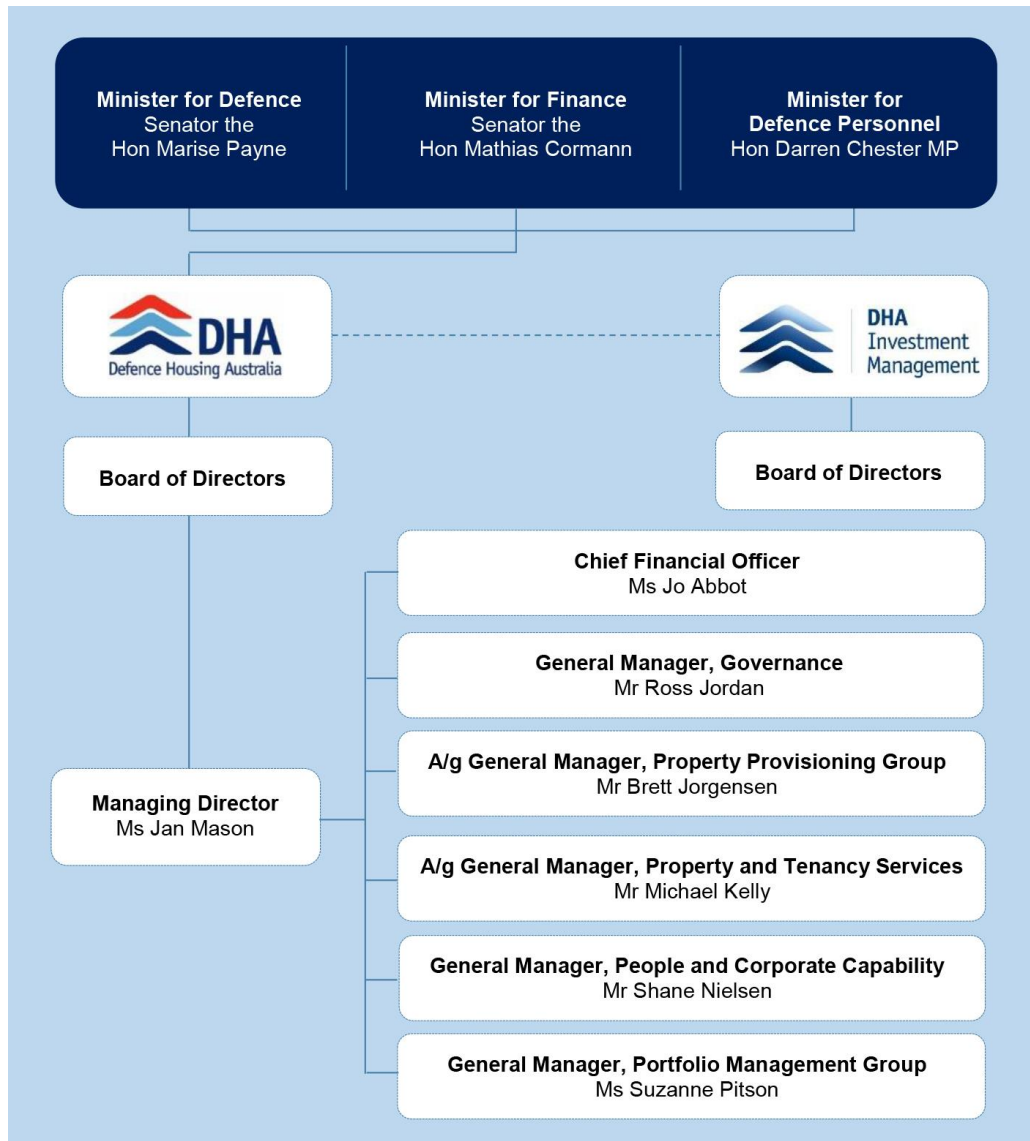 Minister for Defence
Senator the
Hon Marise Payne
Minister for Finance
Senator the
Hon Mathias Cormann
Minister for
Defence Personnel
Hon Darren Chester MP
DHA
Defence Housing Australia
DHA
Investment
Management
Board of Directors
Board of Directors
Chief Financial Officer
Ms Jo Abbot
General Manager, Governance
Mr Ross Jordan
A/g General Manager, Property Provisioning Group
Mr Brett Jorgensen
Managing Director
Ms Jan Mason
A/g General Manager, Property and Tenancy Services
Mr Michael Kelly
General Manager, People and Corporate Capability
Mr Shane Nielsen
General Manager, Portfolio Management Group
Ms Suzanne Pitson